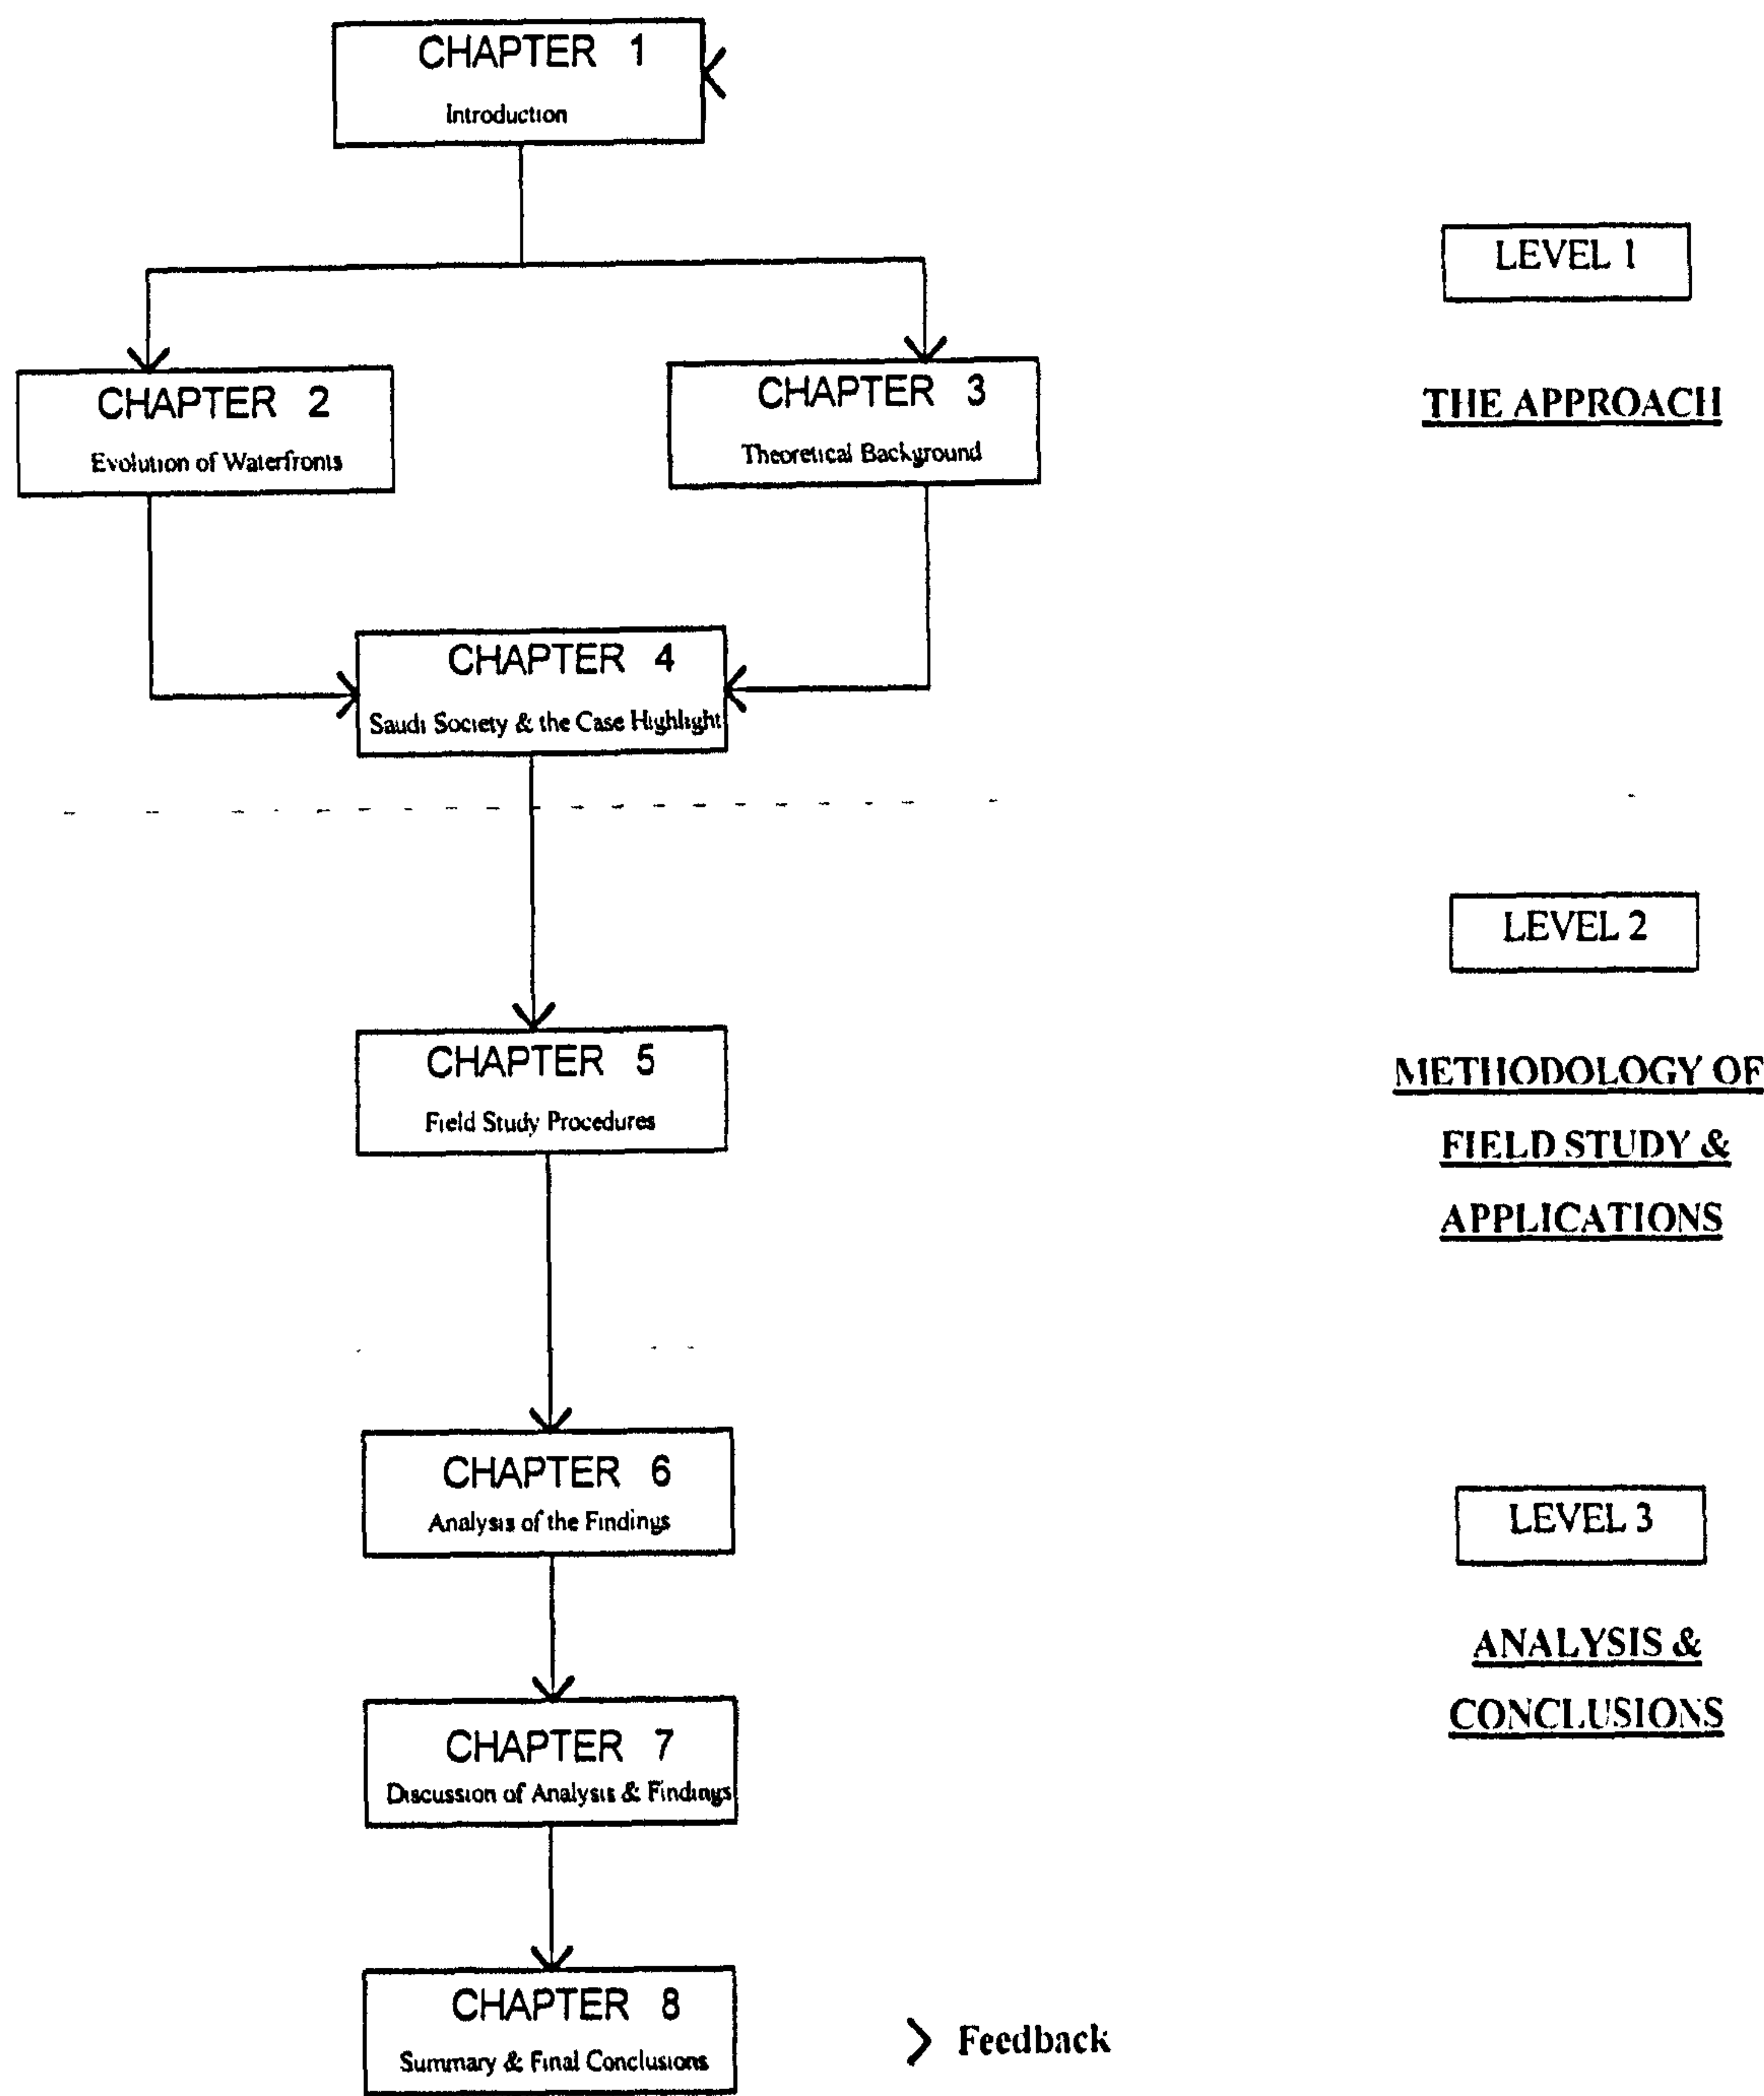 CHAPTER 1
Introduction
LEVEL 1
CHAPTER 2
Evolution of Waterfronts
CHAPTER 3
Theoretical Background
THE APPROACH
CHAPTER 4
Saudi Society & the Case Highlight
LEVEL 2
CHAPTER 5
Field Study Procedures
METHODOLOGY OF
FIELD STUDY &
APPLICATIONS
CHAPTER 6
Analysis of the Findings
LEVEL 3
ANALYSIS &
CONCLUSIONS
CHAPTER 7
Discussion of Analysis & Findings
CHAPTER 8
Summary & Final Conclusions
Feedback